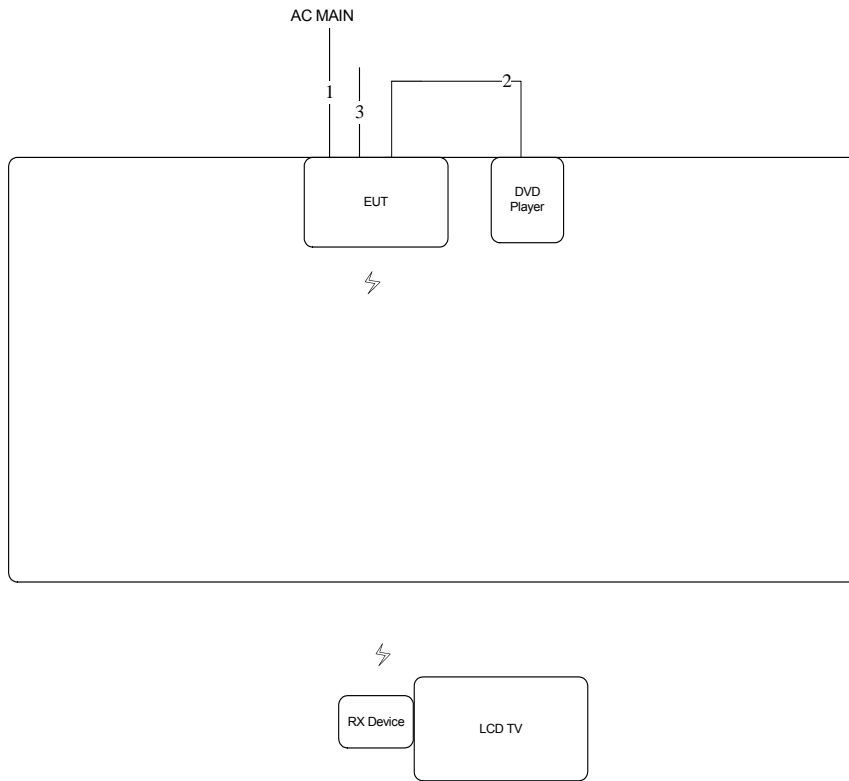 AC MAIN
1
2
3
EUT
DVD
Player
RX Device
LCD TV